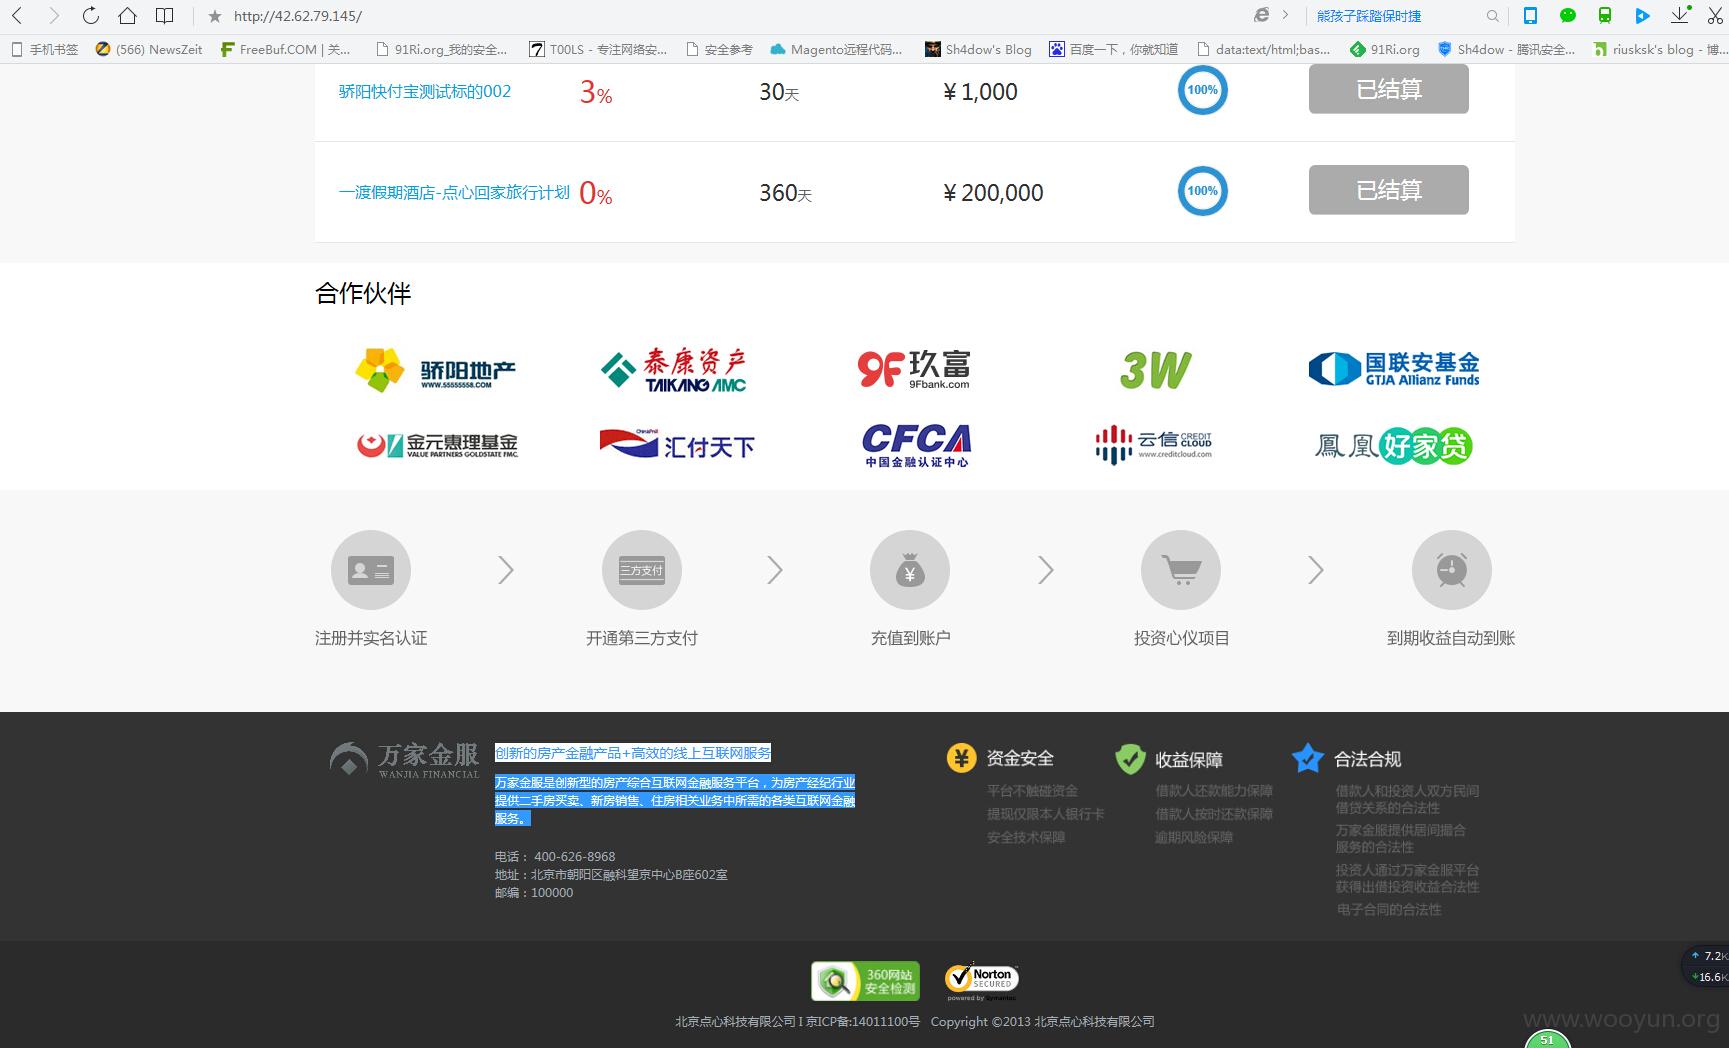 http://42.62.79.145/
熊孩子踩踏保时捷
手机书签 (566) NewsZeit FreeBuf.COM | 关... 91Ri.org_我的安全... T00LS - 专注网络安... 安全参考 Magento远程代码... Sh4dow's Blog 百度一下，你就知道 data:text/html;bas... 91Ri.org Sh4dow - 腾讯安全... riusksk's blog - 博...
骄阳快付宝测试标的002 3% 30天 ¥1,000 100% 已结算
一渡假期酒店-点心回家旅行计划 0% 360天 ¥200,000 100% 已结算
合作伙伴
骄阳地产 WWW.55555558.COM
泰康资产 TAIKANG AMC
9F 玖富 9Fbank.com
3W
国联安基金 GTJA Allianz Funds
金元惠理基金 VALUE PARTNERS GOLDSTATE FMC.
ChinaPnR 汇付天下
CFCA 中国金融认证中心
云信 CREDIT CLOUD www.creditcloud.com
鳳凰好家贷
三方支付
注册并实名认证 开通第三方支付 充值到账户 投资心仪项目 到期收益自动到账
万家金服
WANJIA FINANCIAL
创新的房产金融产品+高效的线上互联网服务
万家金服是创新型的房产综合互联网金融服务平台，为房产经纪行业
提供二手房买卖、新房销售、住房相关业务中所需的各类互联网金融
服务。
电话： 400-626-8968
地址：北京市朝阳区融科望京中心B座602室
邮编：100000
资金安全
平台不触碰资金
提现仅限本人银行卡
安全技术保障
收益保障
借款人还款能力保障
借款人按时还款保障
逾期风险保障
合法合规
借款人和投资人双方民间
借贷关系的合法性
万家金服提供居间撮合
服务的合法性
投资人通过万家金服平台
获得出借投资收益合法性
电子合同的合法性
360网站
安全检测
Norton
SECURED
powered by Symantec
北京点心科技有限公司 I 京ICP备:14011100号 Copyright ©2013 北京点心科技有限公司
7.2K
16.6K
51
www.wooyun.org